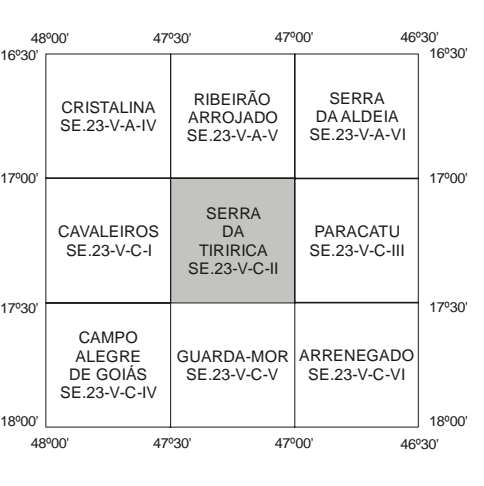 48º00' 47º30' 47º00' 46º30'
16º30' 16º30'
CRISTALINA
SE.23-V-A-IV
RIBEIRÃO
ARROJADO
SE.23-V-A-V
SERRA
DA ALDEIA
SE.23-V-A-VI
17º00' 17º00'
CAVALEIROS
SE.23-V-C-I
SERRA
DA
TIRIRICA
SE.23-V-C-II
PARACATU
SE.23-V-C-III
17º30' 17º30'
CAMPO
ALEGRE
DE GOIÁS
SE.23-V-C-IV
GUARDA-MOR
SE.23-V-C-V
ARRENEGADO
SE.23-V-C-VI
18º00' 18º00'
48º00' 47º30' 47º00' 46º30'